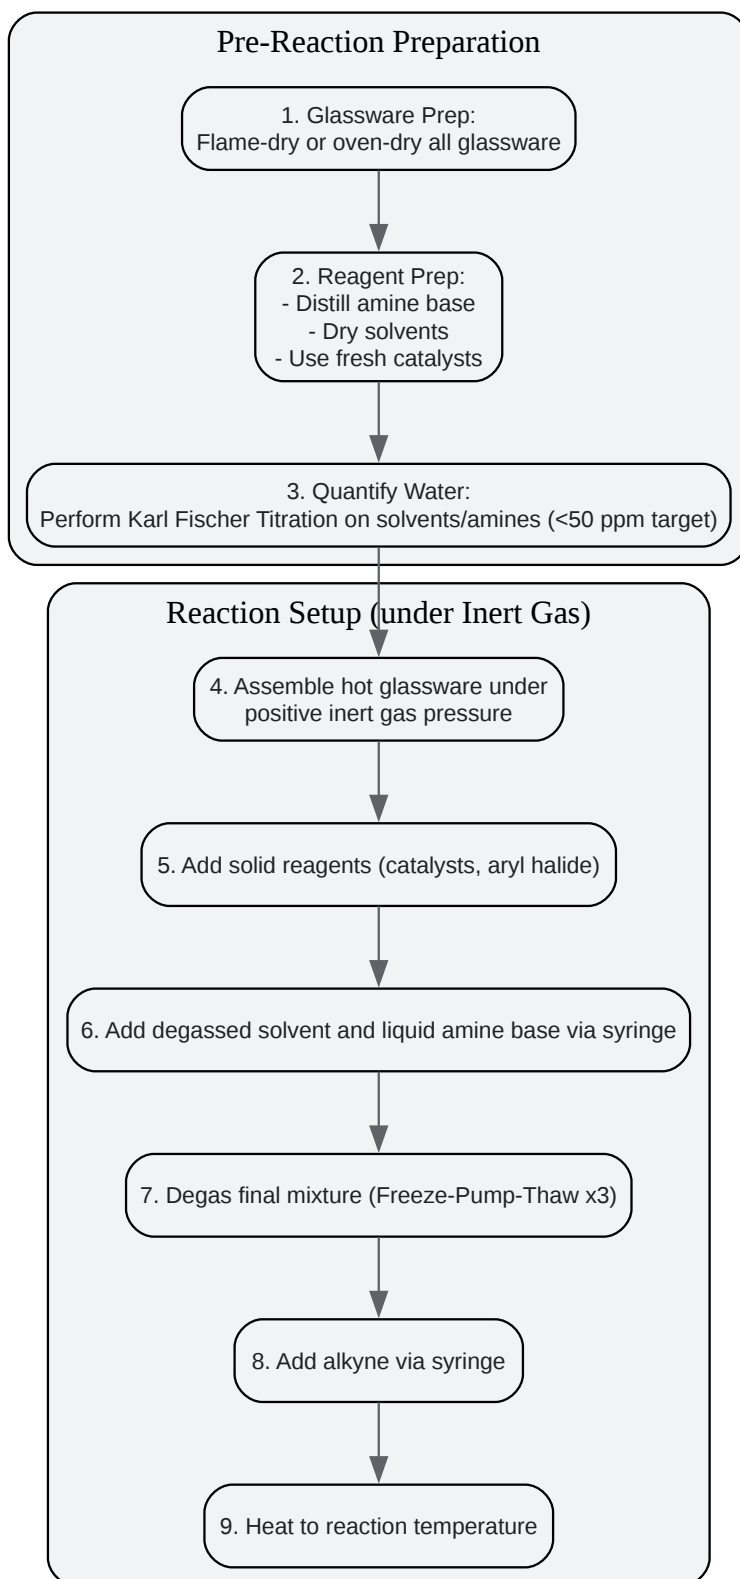 Pre-Reaction Preparation
1. Glassware Prep:
Flame-dry or oven-dry all glassware
2. Reagent Prep:
- Distill amine base
- Dry solvents
- Use fresh catalysts
3. Quantify Water:
Perform Karl Fischer Titration on solvents/amines (<50 ppm target)
Reaction Setup (under Inert Gas)
4. Assemble hot glassware under
positive inert gas pressure
5. Add solid reagents (catalysts, aryl halide)
6. Add degassed solvent and liquid amine base via syringe
7. Degas final mixture (Freeze-Pump-Thaw x3)
8. Add alkyne via syringe
9. Heat to reaction temperature